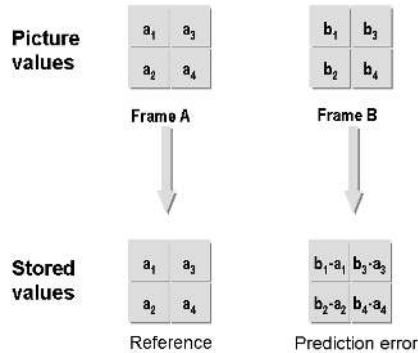 Picture values
a₁ a₃
a₂ a₄
Frame A
b₁ b₃
b₂ b₄
Frame B
Stored values
a₁ a₃
a₂ a₄
Reference
b₁-a₁ b₃-a₃
b₂-a₂ b₄-a₄
Prediction error